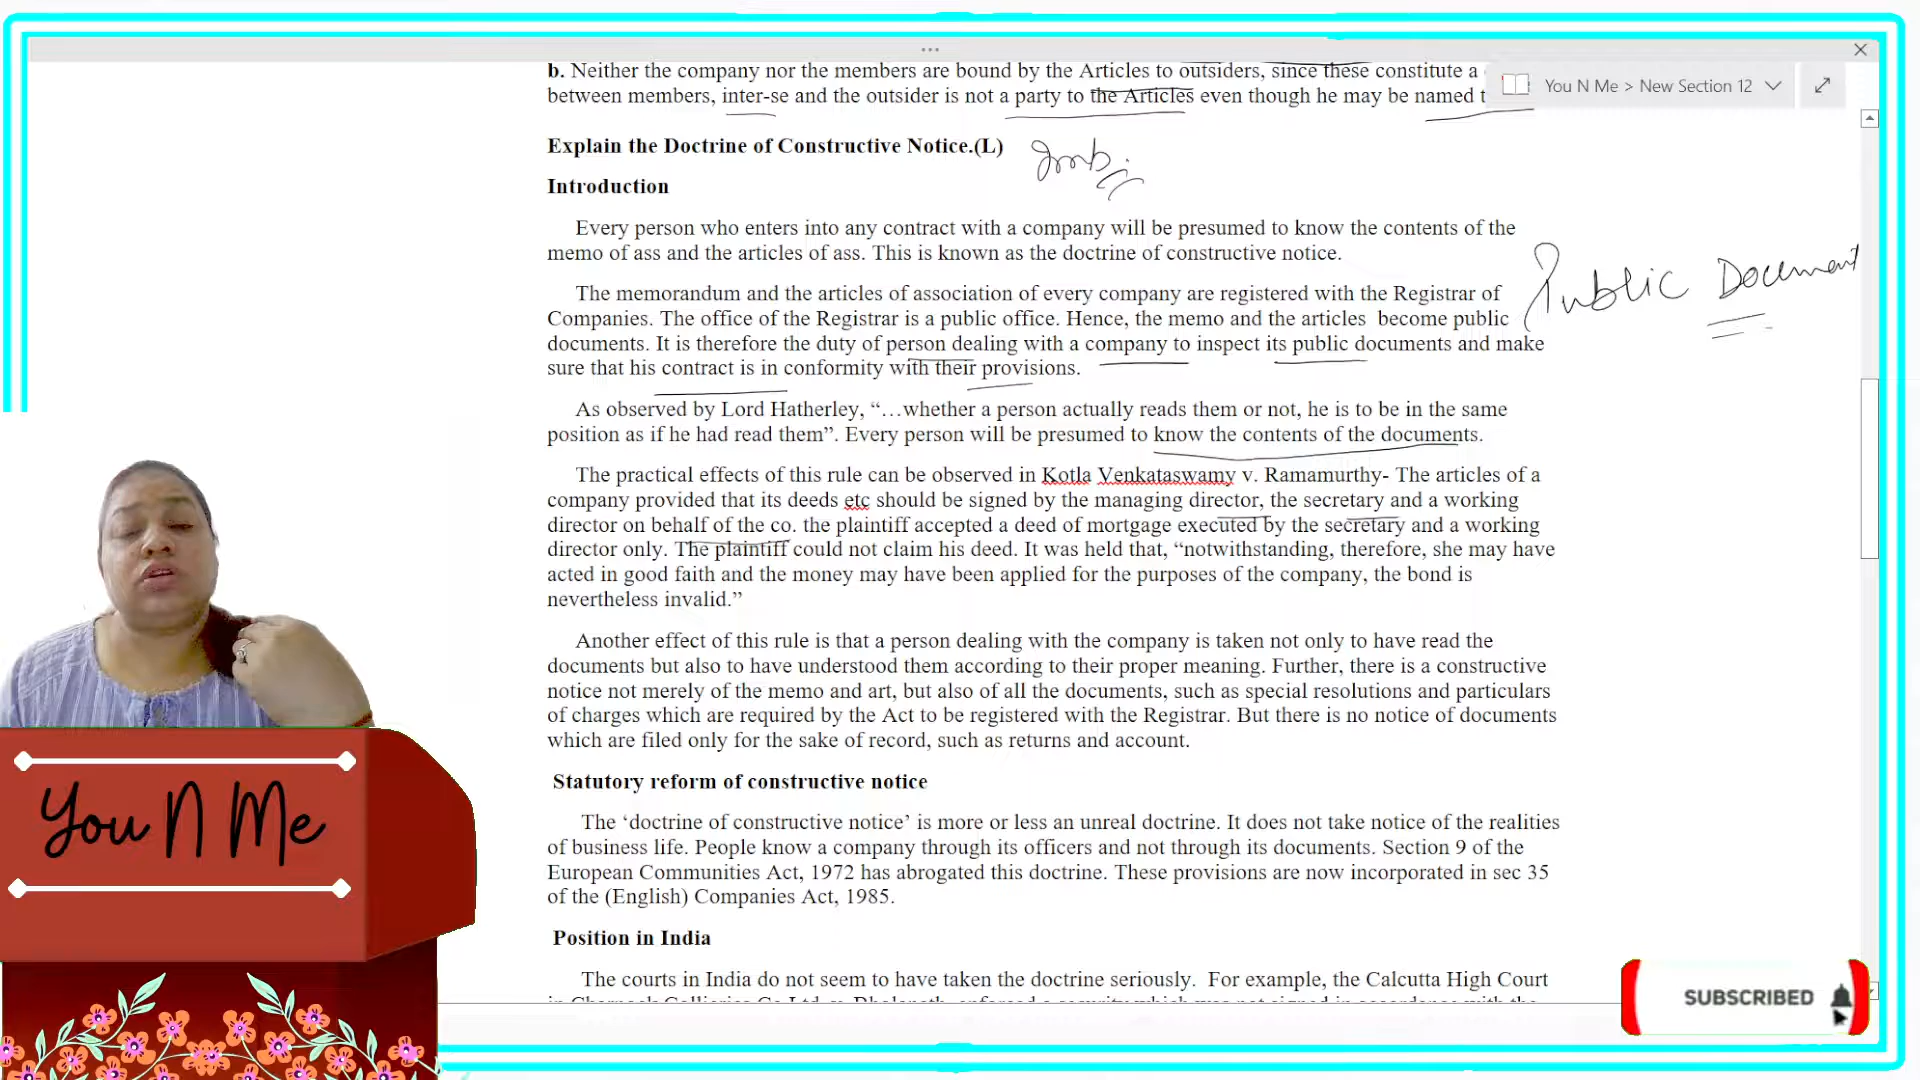 ...
b. Neither the company nor the members are bound by the Articles to outsiders, since these constitute a
between members, inter-se and the outsider is not a party to the Articles even though he may be named
You N Me > New Section 12
Explain the Doctrine of Constructive Notice.(L)
Imb:
Introduction
Every person who enters into any contract with a company will be presumed to know the contents of the
memo of ass and the articles of ass. This is known as the doctrine of constructive notice.
The memorandum and the articles of association of every company are registered with the Registrar of
Companies. The office of the Registrar is a public office. Hence, the memo and the articles become public
documents. It is therefore the duty of person dealing with a company to inspect its public documents and make
sure that his contract is in conformity with their provisions.
Public Document
As observed by Lord Hatherley, “…whether a person actually reads them or not, he is to be in the same
position as if he had read them”. Every person will be presumed to know the contents of the documents.
The practical effects of this rule can be observed in Kotla Venkataswamy v. Ramamurthy- The articles of a
company provided that its deeds etc should be signed by the managing director, the secretary and a working
director on behalf of the co. the plaintiff accepted a deed of mortgage executed by the secretary and a working
director only. The plaintiff could not claim his deed. It was held that, “notwithstanding, therefore, she may have
acted in good faith and the money may have been applied for the purposes of the company, the bond is
nevertheless invalid.”
Another effect of this rule is that a person dealing with the company is taken not only to have read the
documents but also to have understood them according to their proper meaning. Further, there is a constructive
notice not merely of the memo and art, but also of all the documents, such as special resolutions and particulars
of charges which are required by the Act to be registered with the Registrar. But there is no notice of documents
which are filed only for the sake of record, such as returns and account.
Statutory reform of constructive notice
The ‘doctrine of constructive notice’ is more or less an unreal doctrine. It does not take notice of the realities
of business life. People know a company through its officers and not through its documents. Section 9 of the
European Communities Act, 1972 has abrogated this doctrine. These provisions are now incorporated in sec 35
of the (English) Companies Act, 1985.
Position in India
The courts in India do not seem to have taken the doctrine seriously. For example, the Calcutta High Court
You N Me
SUBSCRIBED